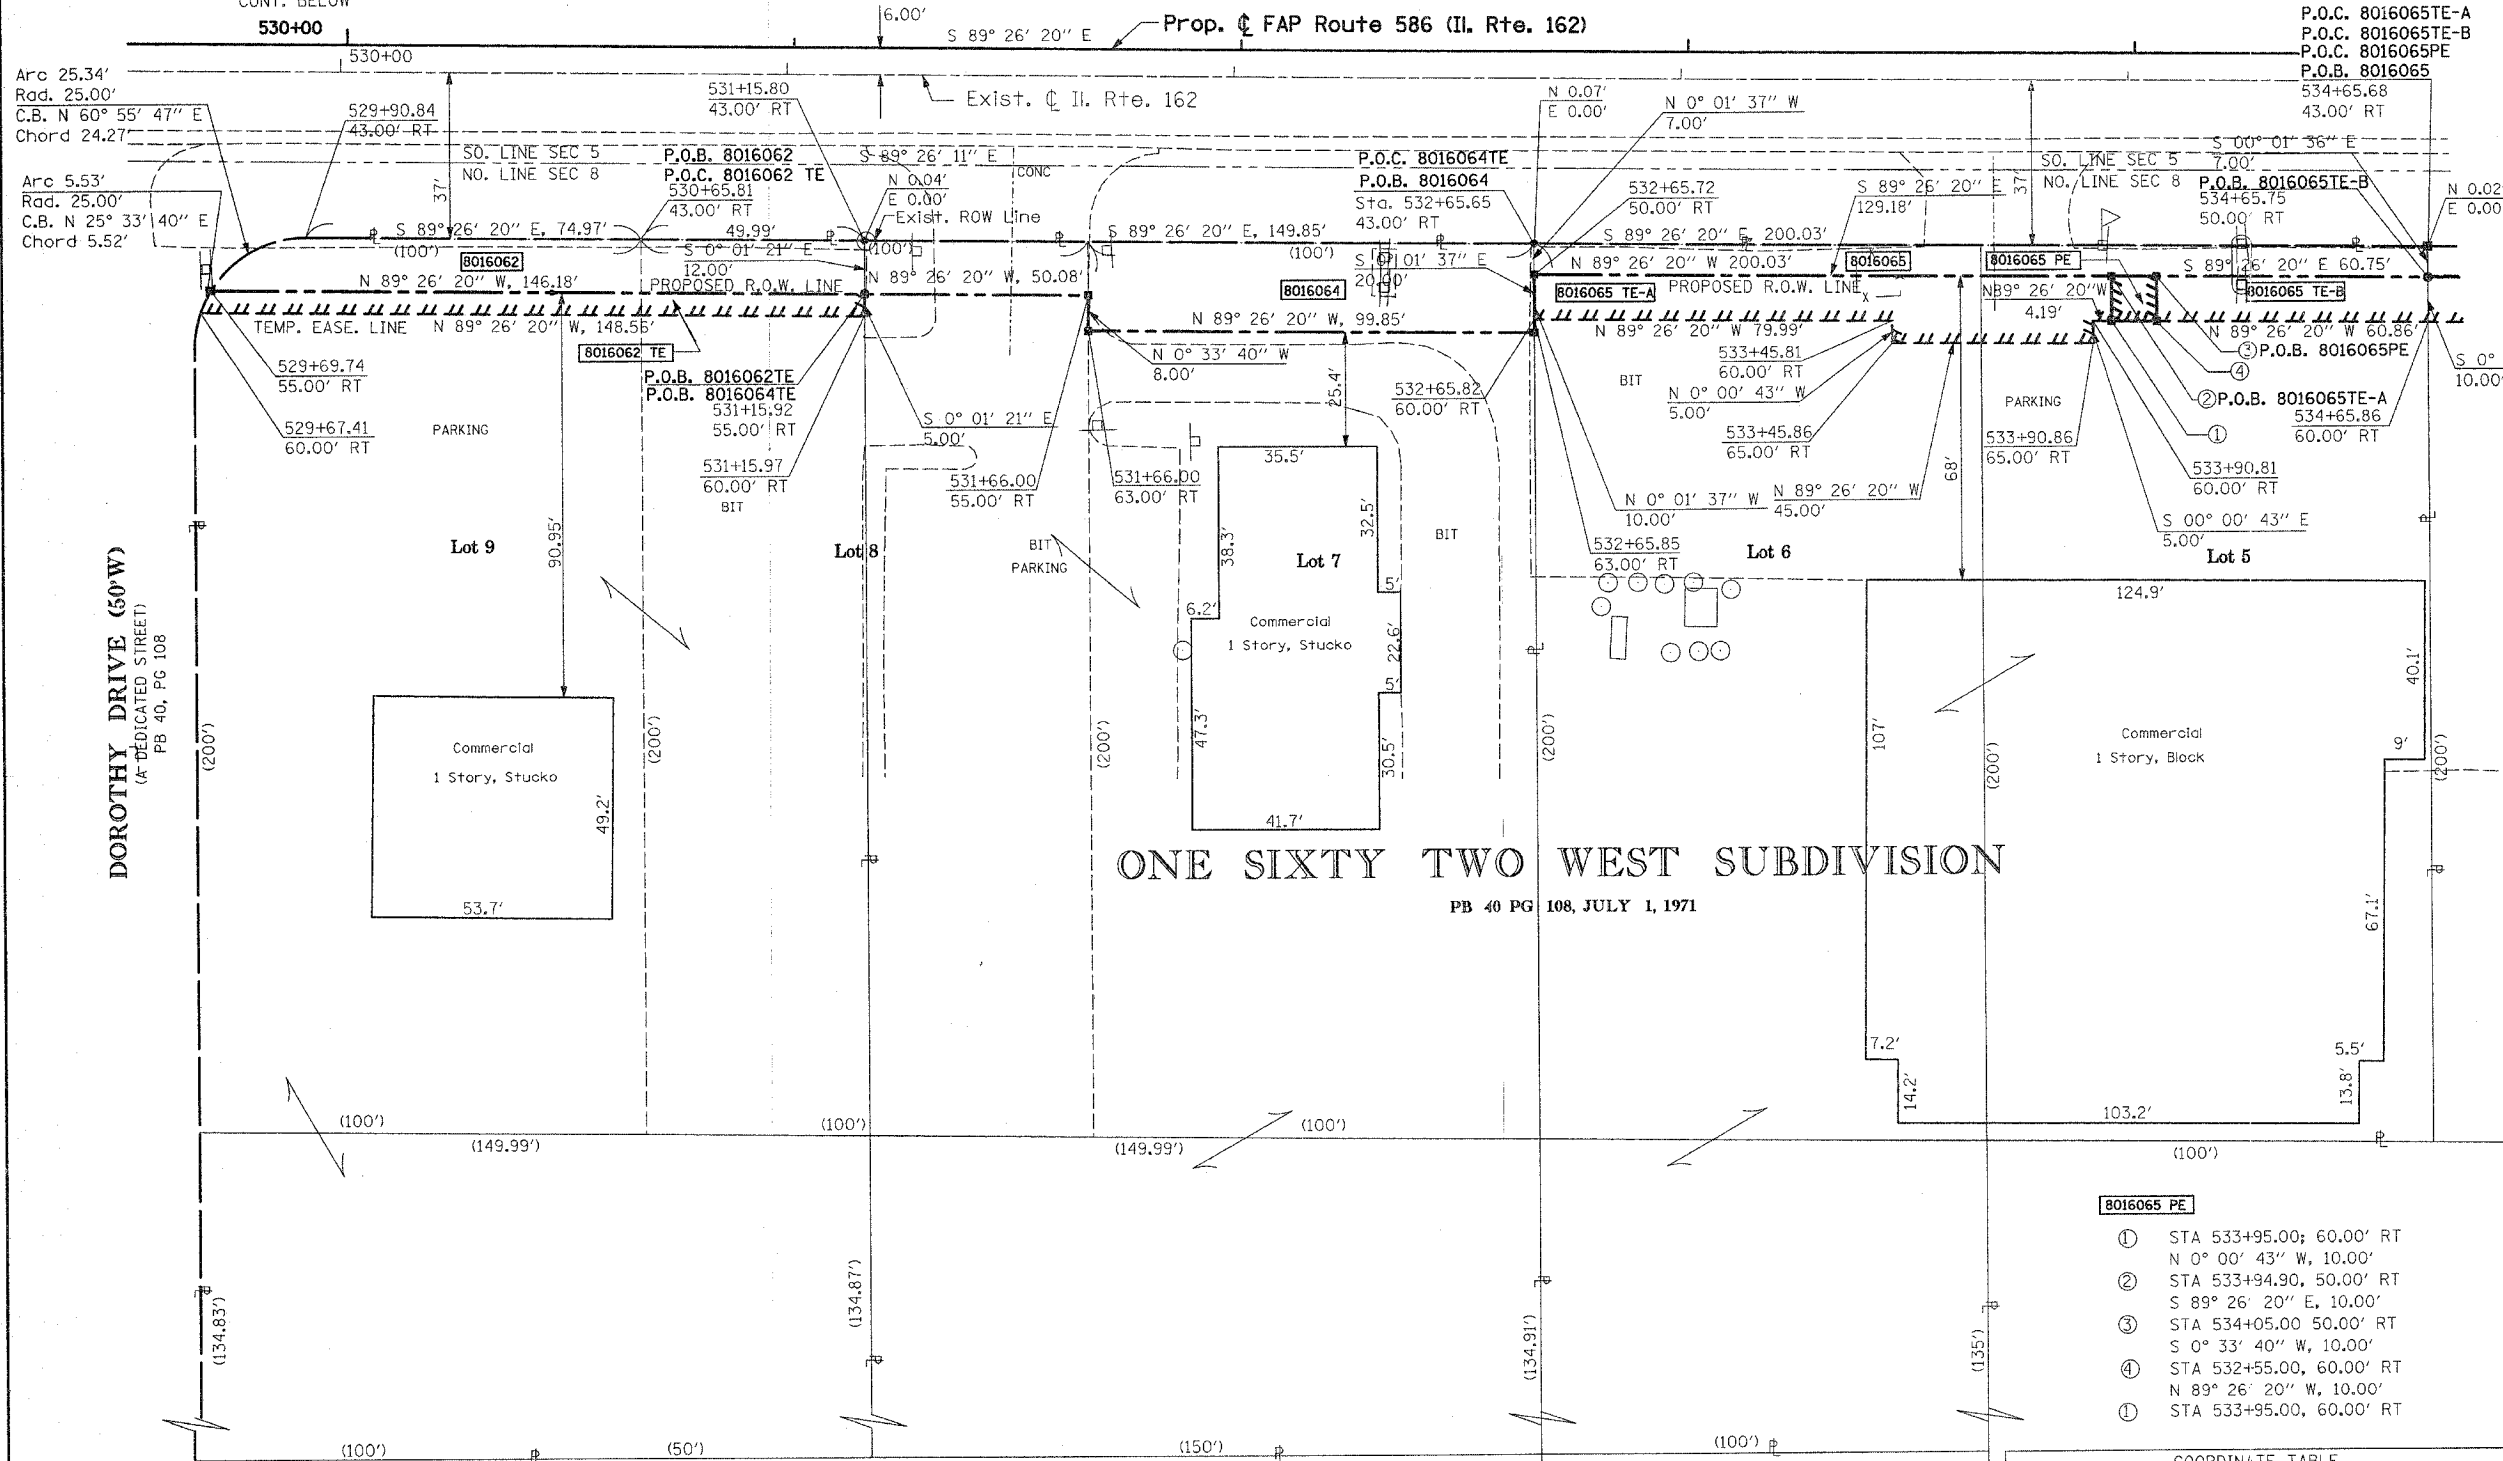 CONT. BELOW
530+00
6.00'
S 89° 26' 20" E
Prop. ℄ FAP Route 586 (Il. Rte. 162)
P.O.C. 8016065TE-A
P.O.C. 8016065TE-B
P.O.C. 8016065PE
P.O.B. 8016065
534+65.68
43.00' RT
530+00
Exist. ℄ Il. Rte. 162
Arc 25.34'
Rad. 25.00'
C.B. N 60° 55' 47" E
Chord 24.27'
529+90.84
43.00' RT
37'
531+15.80
43.00' RT
N 0.07'
E 0.00'
N 0° 01' 37" W
7.00'
37'
S 00° 01' 36" E
7.00'
SO. LINE SEC 5
NO. LINE SEC 8
P.O.B. 8016062
P.O.C. 8016062 TE
530+65.81
43.00' RT
S 89° 26' 11" E
N 0.04'
E 0.00'
Exist. ROW Line
CONC
P.O.C. 8016064TE
P.O.B. 8016064
Sta. 532+65.65
43.00' RT
532+65.72
50.00' RT
S 89° 26' 20" E
129.18'
SO. LINE SEC 5
NO. LINE SEC 8
P.O.B. 8016065TE-B
534+65.75
50.00' RT
N 0.02
E 0.00
Arc 5.53'
Rad. 25.00'
C.B. N 25° 33' 40" E
Chord 5.52'
S 89° 26' 20" E, 74.97'
(100')
49.99'
(100')
S 89° 26' 20" E, 149.85'
(100')
S 89° 26' 20" E, 200.03'
8016062
S 0° 01' 21" E
12.00'
N 89° 26' 20" W, 146.18'
PROPOSED R.O.W. LINE
N 89° 26' 20" W, 50.08'
8016064
S 0° 01' 37" E
20.00'
N 89° 26' 20" W 200.03'
8016065
8016065 PE
S 89° 26' 20" E 60.75'
8016065 TE-A
PROPOSED R.O.W. LINE
N89° 26' 20" W
4.19'
8016065 TE-B
TEMP. EASE. LINE
N 89° 26' 20" W, 148.56'
N 89° 26' 20" W, 99.85'
N 89° 26' 20" W 79.99'
N 89° 26' 20" W 60.86'
8016062 TE
N 0° 33' 40" W
8.00'
533+45.81
60.00' RT
③P.O.B. 8016065PE
④
529+69.74
55.00' RT
P.O.B. 8016062TE
P.O.B. 8016064TE
531+15.92
55.00' RT
25.4'
532+65.82
60.00' RT
BIT
N 0° 00' 43" W
5.00'
PARKING
②P.O.B. 8016065TE-A
534+65.86
60.00' RT
S 0°
10.00'
529+67.41
60.00' RT
PARKING
S 0° 01' 21" E
5.00'
533+45.86
65.00' RT
533+90.86
65.00' RT
①
533+90.81
60.00' RT
531+15.97
60.00' RT
BIT
531+66.00
55.00' RT
531+66.00
63.00' RT
35.5'
68'
N 0° 01' 37" W
10.00'
N 89° 26' 20" W
45.00'
S 00° 00' 43" E
5.00'
90.95'
Lot 9
Lot 8
BIT
PARKING
38.3'
Lot 7
32.5'
BIT
532+65.85
63.00' RT
Lot 6
Lot 5
DOROTHY DRIVE (50'W)
(A DEDICATED STREET)
PB 40, PG 108
6.2'
5'
124.9'
Commercial
1 Story, Stucko
22.6'
5'
40.1'
(200')
Commercial
1 Story, Stucko
49.2'
(200')
(200')
47.3'
30.5'
(200')
107'
(200')
Commercial
1 Story, Block
9'
(200')
41.7'
53.7'
ONE SIXTY TWO WEST SUBDIVISION
PB 40 PG 108, JULY 1, 1971
67.1'
7.2'
5.5'
14.2'
13.8'
103.2'
(100')
(149.99')
(100')
(149.99')
(100')
(100')
8016065 PE
① STA 533+95.00; 60.00' RT
N 0° 00' 43" W, 10.00'
② STA 533+94.90, 50.00' RT
S 89° 26' 20" E, 10.00'
③ STA 534+05.00 50.00' RT
S 0° 33' 40" W, 10.00'
④ STA 532+55.00, 60.00' RT
N 89° 26' 20" W, 10.00'
① STA 533+95.00, 60.00' RT
(134.83')
(134.87')
(134.91')
(135')
(100')
(50')
(150')
(100')
COORDINATE TABLE